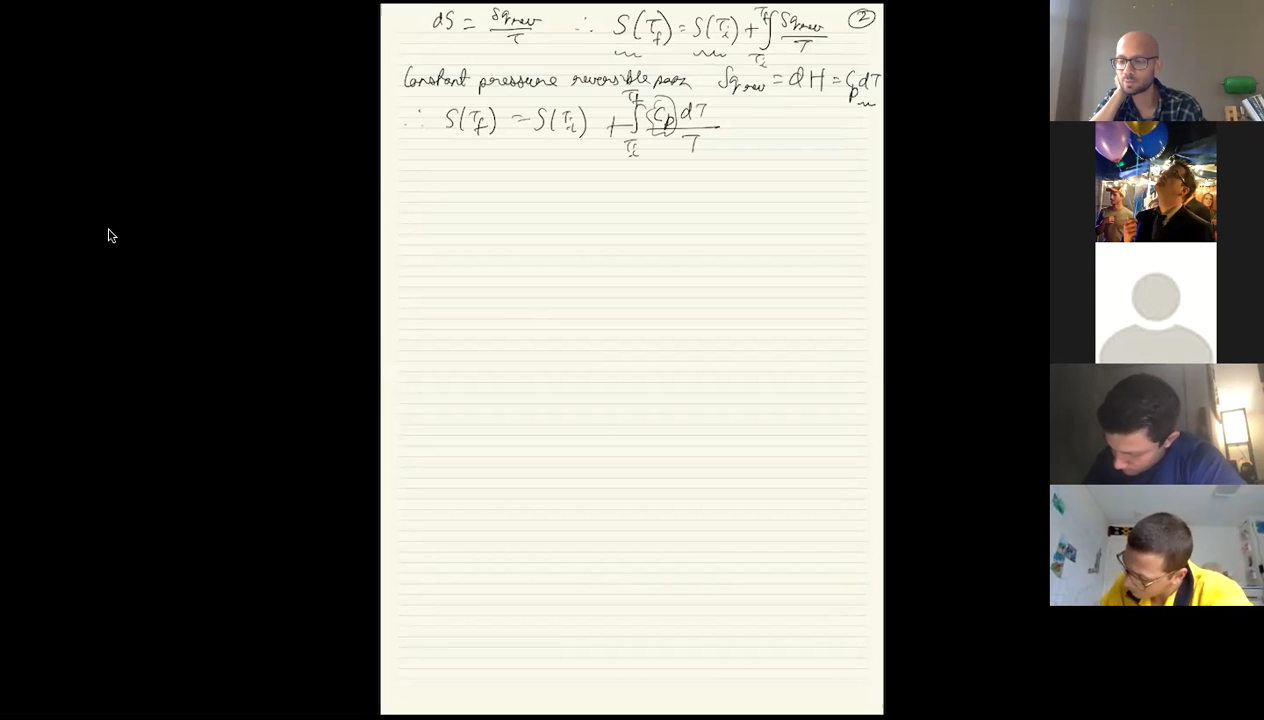 dS = δq_rev / T ∴ S(T_f) = S(T_i) + ∫_{T_i}^{T_f} δq_rev / T ②
Constant pressure reversible δq_rev = dH = C_p dT
∴ S(T_f) = S(T_i) + ∫_{T_i}^{T_f} C_p dT / T